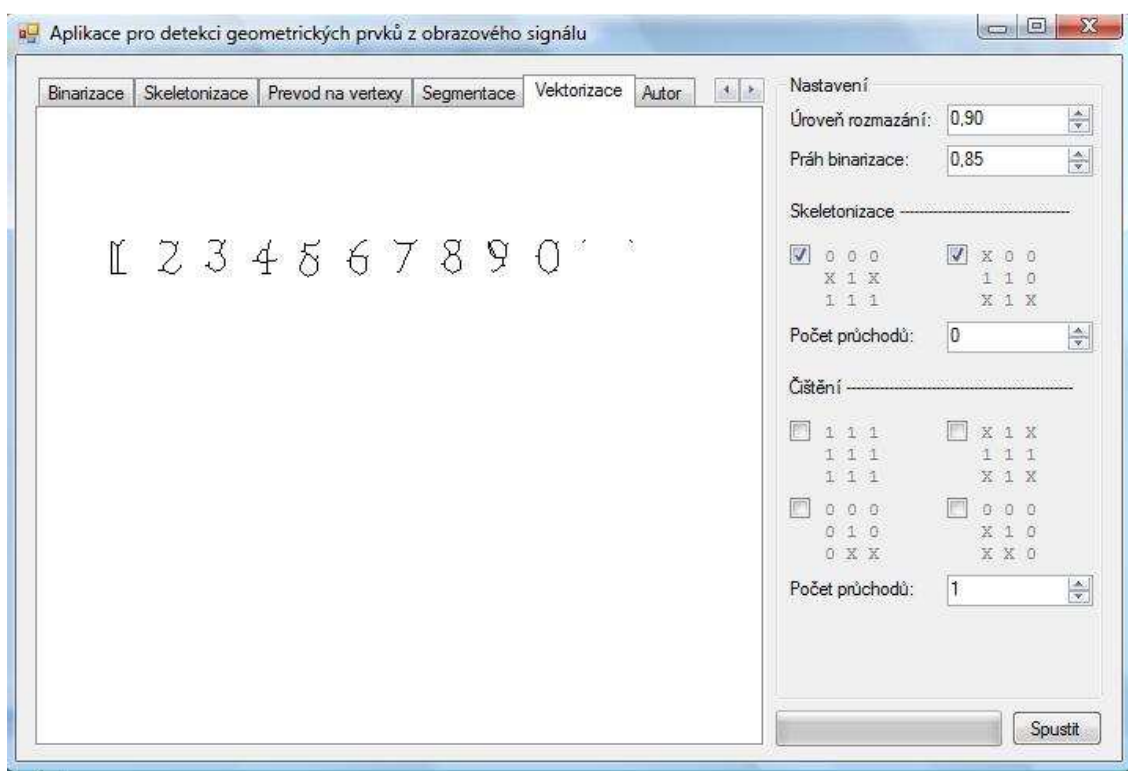 Aplikace pro detekci geometrických prvků z obrazového signálu
Binarizace Skeletonizace Prevod na vertexy Segmentace Vektorizace Autor
2 3 4 5 6 7 8 9 0
Nastavení
Úroveň rozmazání: 0,90
Práh binarizace: 0,85
Skeletonizace
0 0 0 X 0 0
X 1 X 1 1 0
1 1 1 X 1 X
Počet průchodů: 0
Čištění
1 1 1 X 1 X
1 1 1 1 1 1
1 1 1 X 1 X
0 0 0 0 0 0
0 1 0 X 1 0
0 X X X X 0
Počet průchodů: 1
Spustit